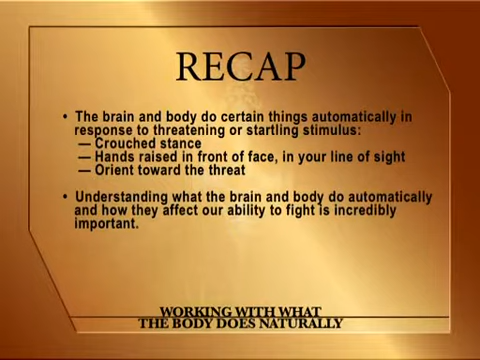 RECAP
• The brain and body do certain things automatically in
response to threatening or startling stimulus:
— Crouched stance
— Hands raised in front of face, in your line of sight
— Orient toward the threat
• Understanding what the brain and body do automatically
and how they affect our ability to fight is incredibly
important.
WORKING WITH WHAT
THE BODY DOES NATURALLY